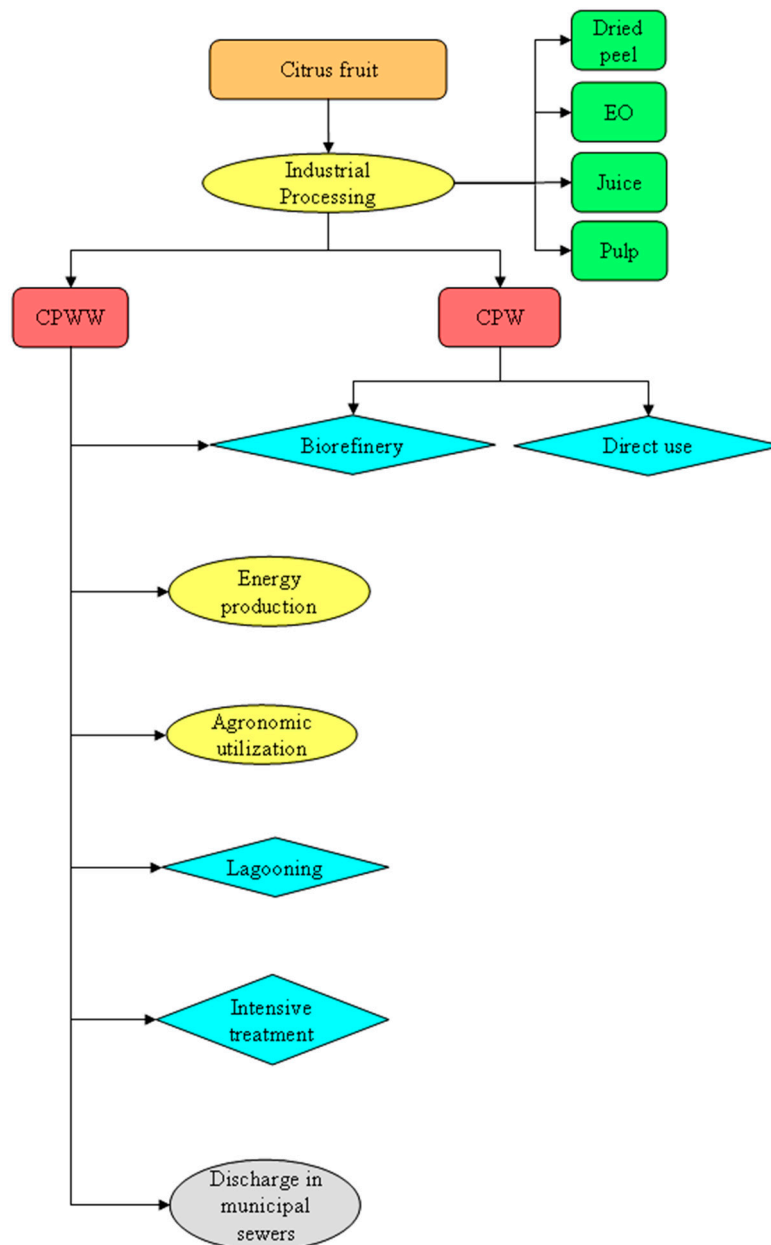 Dried
peel
Citrus fruit
EO
Industrial
Processing
Juice
Pulp
CPWW
CPW
Biorefinery
Direct use
Energy
production
Agronomic
utilization
Lagooning
Intensive
treatment
Discharge in
municipal
sewers